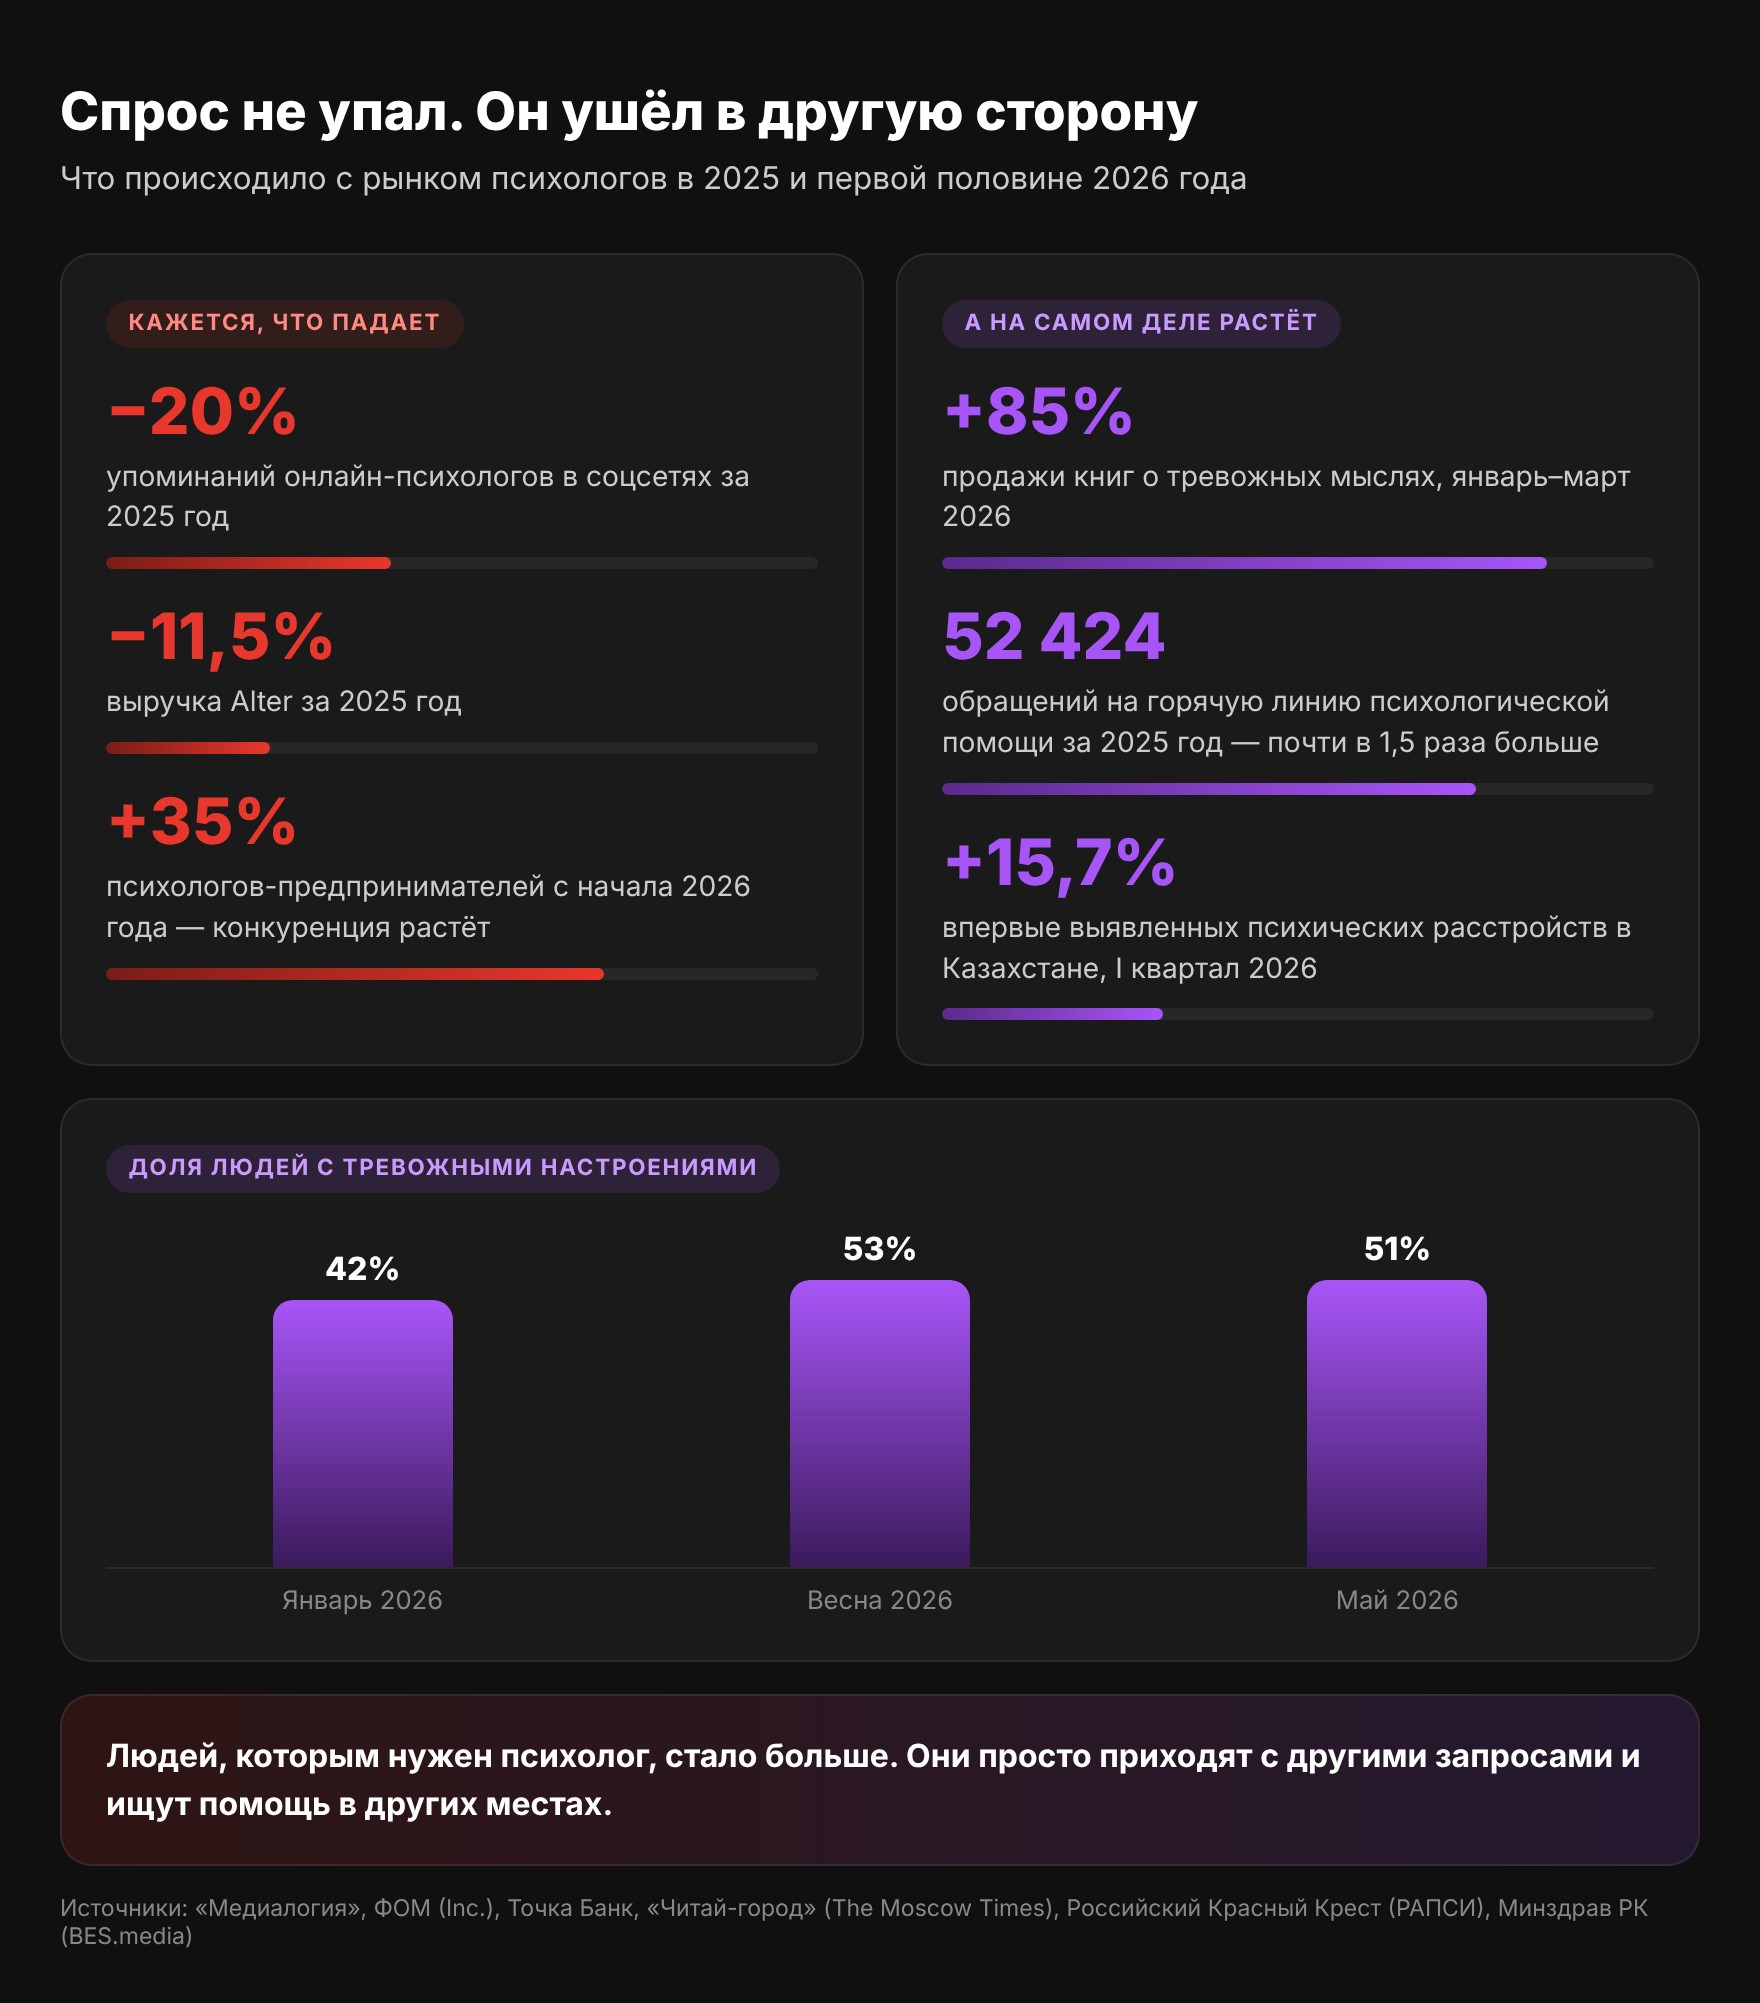 Спрос не упал. Он ушёл в другую сторону
Что происходило с рынком психологов в 2025 и первой половине 2026 года
КАЖЕТСЯ, ЧТО ПАДАЕТ
−20%
упоминаний онлайн-психологов в соцсетях за
2025 год
−11,5%
выручка Alter за 2025 год
+35%
психологов-предпринимателей с начала 2026
года — конкуренция растёт
А НА САМОМ ДЕЛЕ РАСТЁТ
+85%
продажи книг о тревожных мыслях, январь–март
2026
52 424
обращений на горячую линию психологической
помощи за 2025 год — почти в 1,5 раза больше
+15,7%
впервые выявленных психических расстройств в
Казахстане, I квартал 2026
ДОЛЯ ЛЮДЕЙ С ТРЕВОЖНЫМИ НАСТРОЕНИЯМИ
42%
53%
51%
Январь 2026
Весна 2026
Май 2026
Людей, которым нужен психолог, стало больше. Они просто приходят с другими запросами и
ищут помощь в других местах.
Источники: «Медиалогия», ФОМ (Inc.), Точка Банк, «Читай-город» (The Moscow Times), Российский Красный Крест (РАПСИ), Минздрав РК
(BES.media)